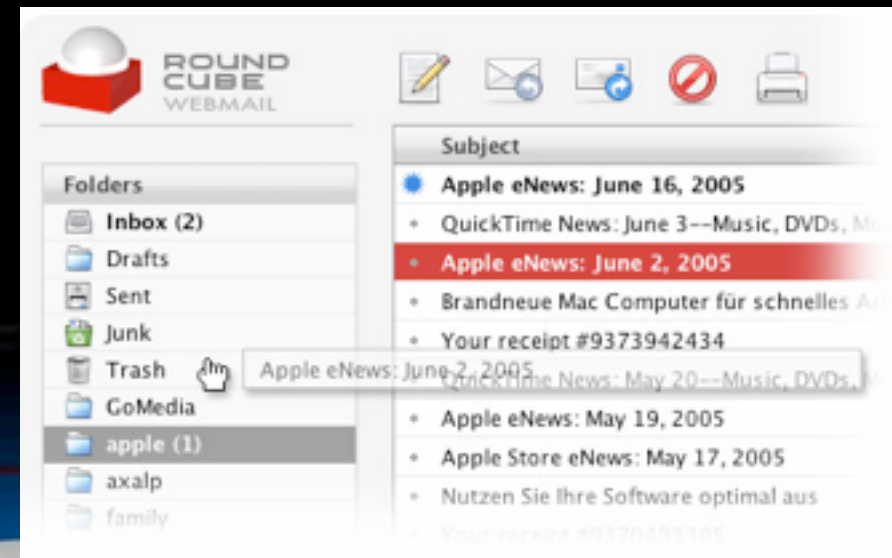 ROUND
CUBE
WEBMAIL
Folders
Inbox (2)
Drafts
Sent
Junk
Trash
GoMedia
apple (1)
axalp
family
Subject
Apple eNews: June 16, 2005
QuickTime News: June 3--Music, DVDs,
Apple eNews: June 2, 2005
Brandneue Mac Computer für schnelles
Your receipt #9373942434
Apple eNews: June 2, 2005
QuickTime News: May 20--Music, DVDs,
Apple eNews: May 19, 2005
Apple Store eNews: May 17, 2005
Nutzen Sie Ihre Software optimal aus
Your receipt #9370493305